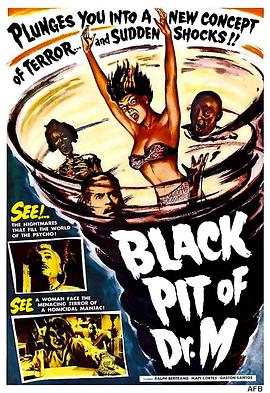 PLUNGES YOU INTO A NEW CONCEPT
OF TERROR... and SUDDEN SHOCKS!!
SEE!...
THE NIGHTMARES
THAT FILL THE WORLD
OF THE PSYCHO!
SEE A WOMAN FACE THE
MENACING TERROR OF
A HOMICIDAL MANIAC!
BLACK
PIT OF
DR. M
RALPH BERTRAND · MAPI CORTES · GASTON SANTOS
AFB